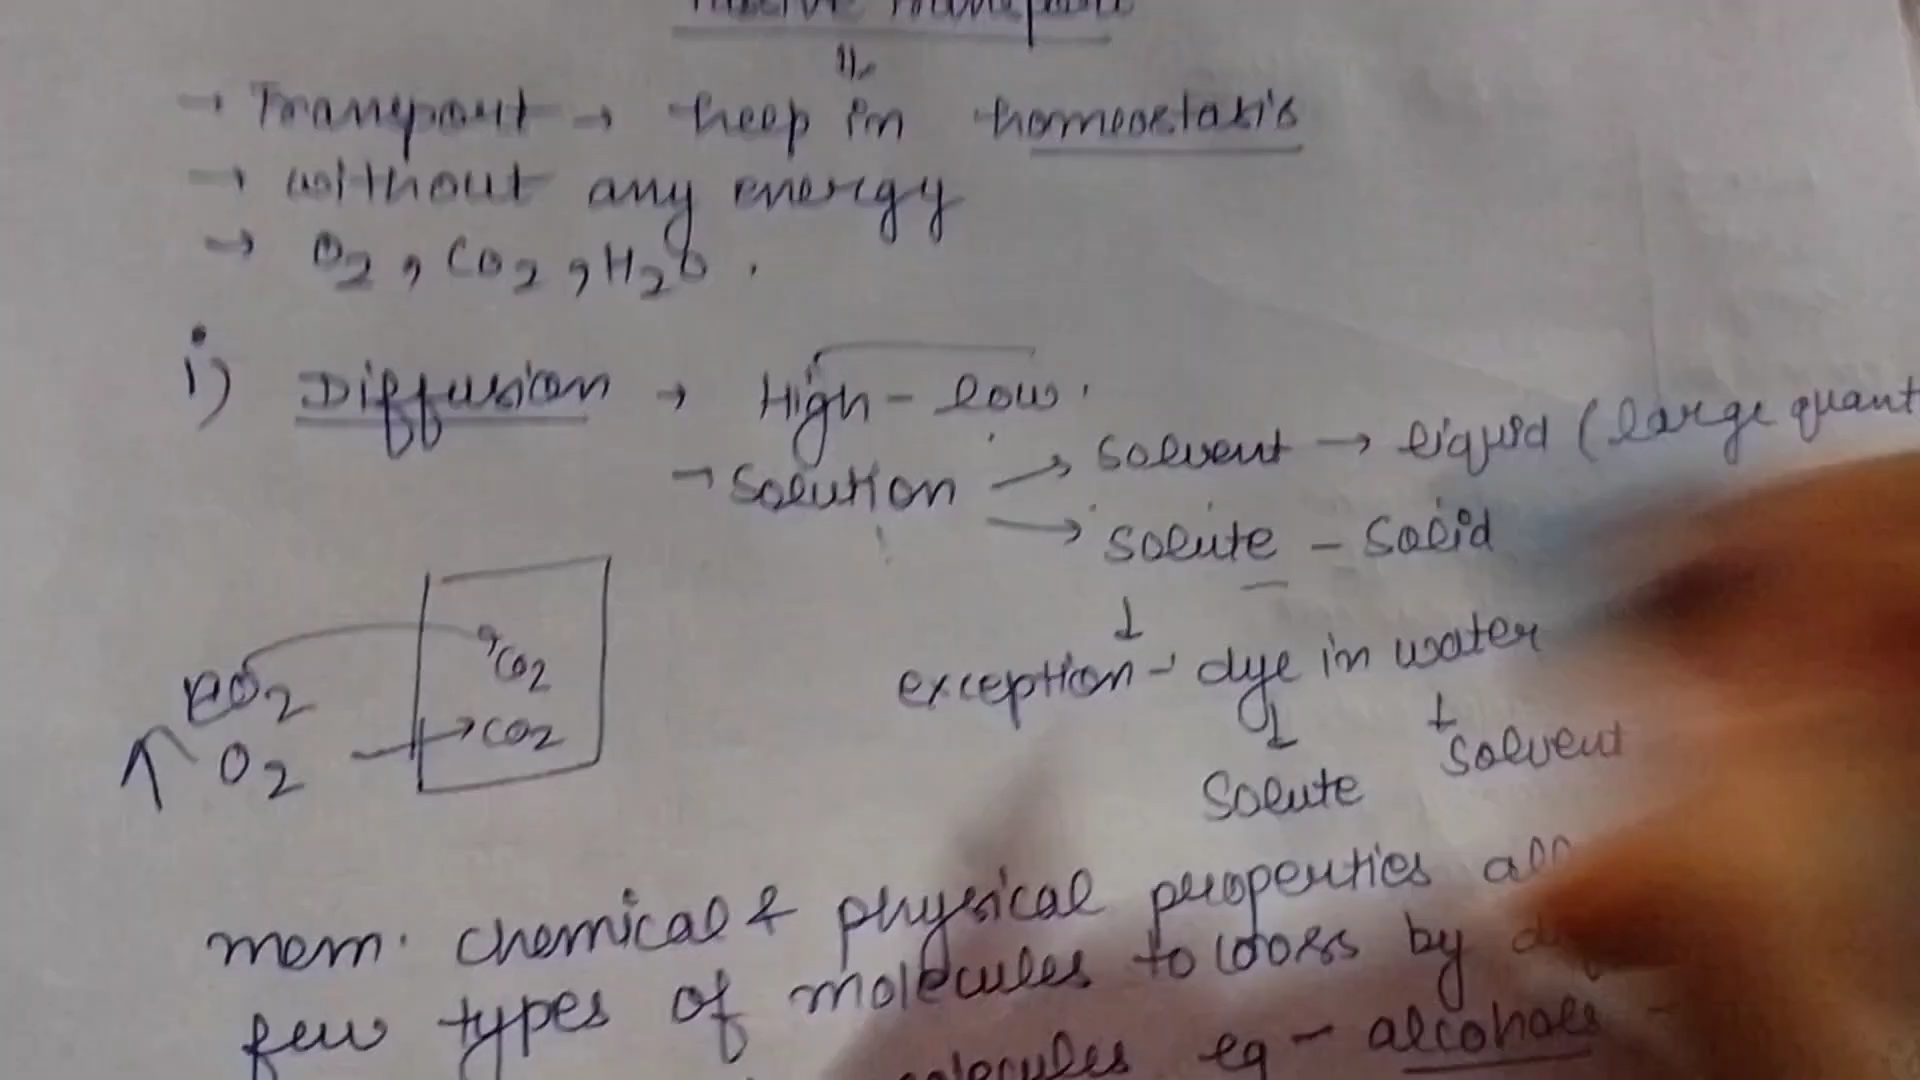 → Transport → keep in homeostasis
→ without any energy
→ O2, CO2, H2O.
i) Diffusion → High - low.
→ Solution → Solvent → liquid (large quant
→ Solute - Solid
↓
exception - dye in water
↓ ↓
Solute Solvent
CO2 CO2
↑ O2 → CO2
mem. chemical & physical properties
few types of molecules to by
eg - alcohols